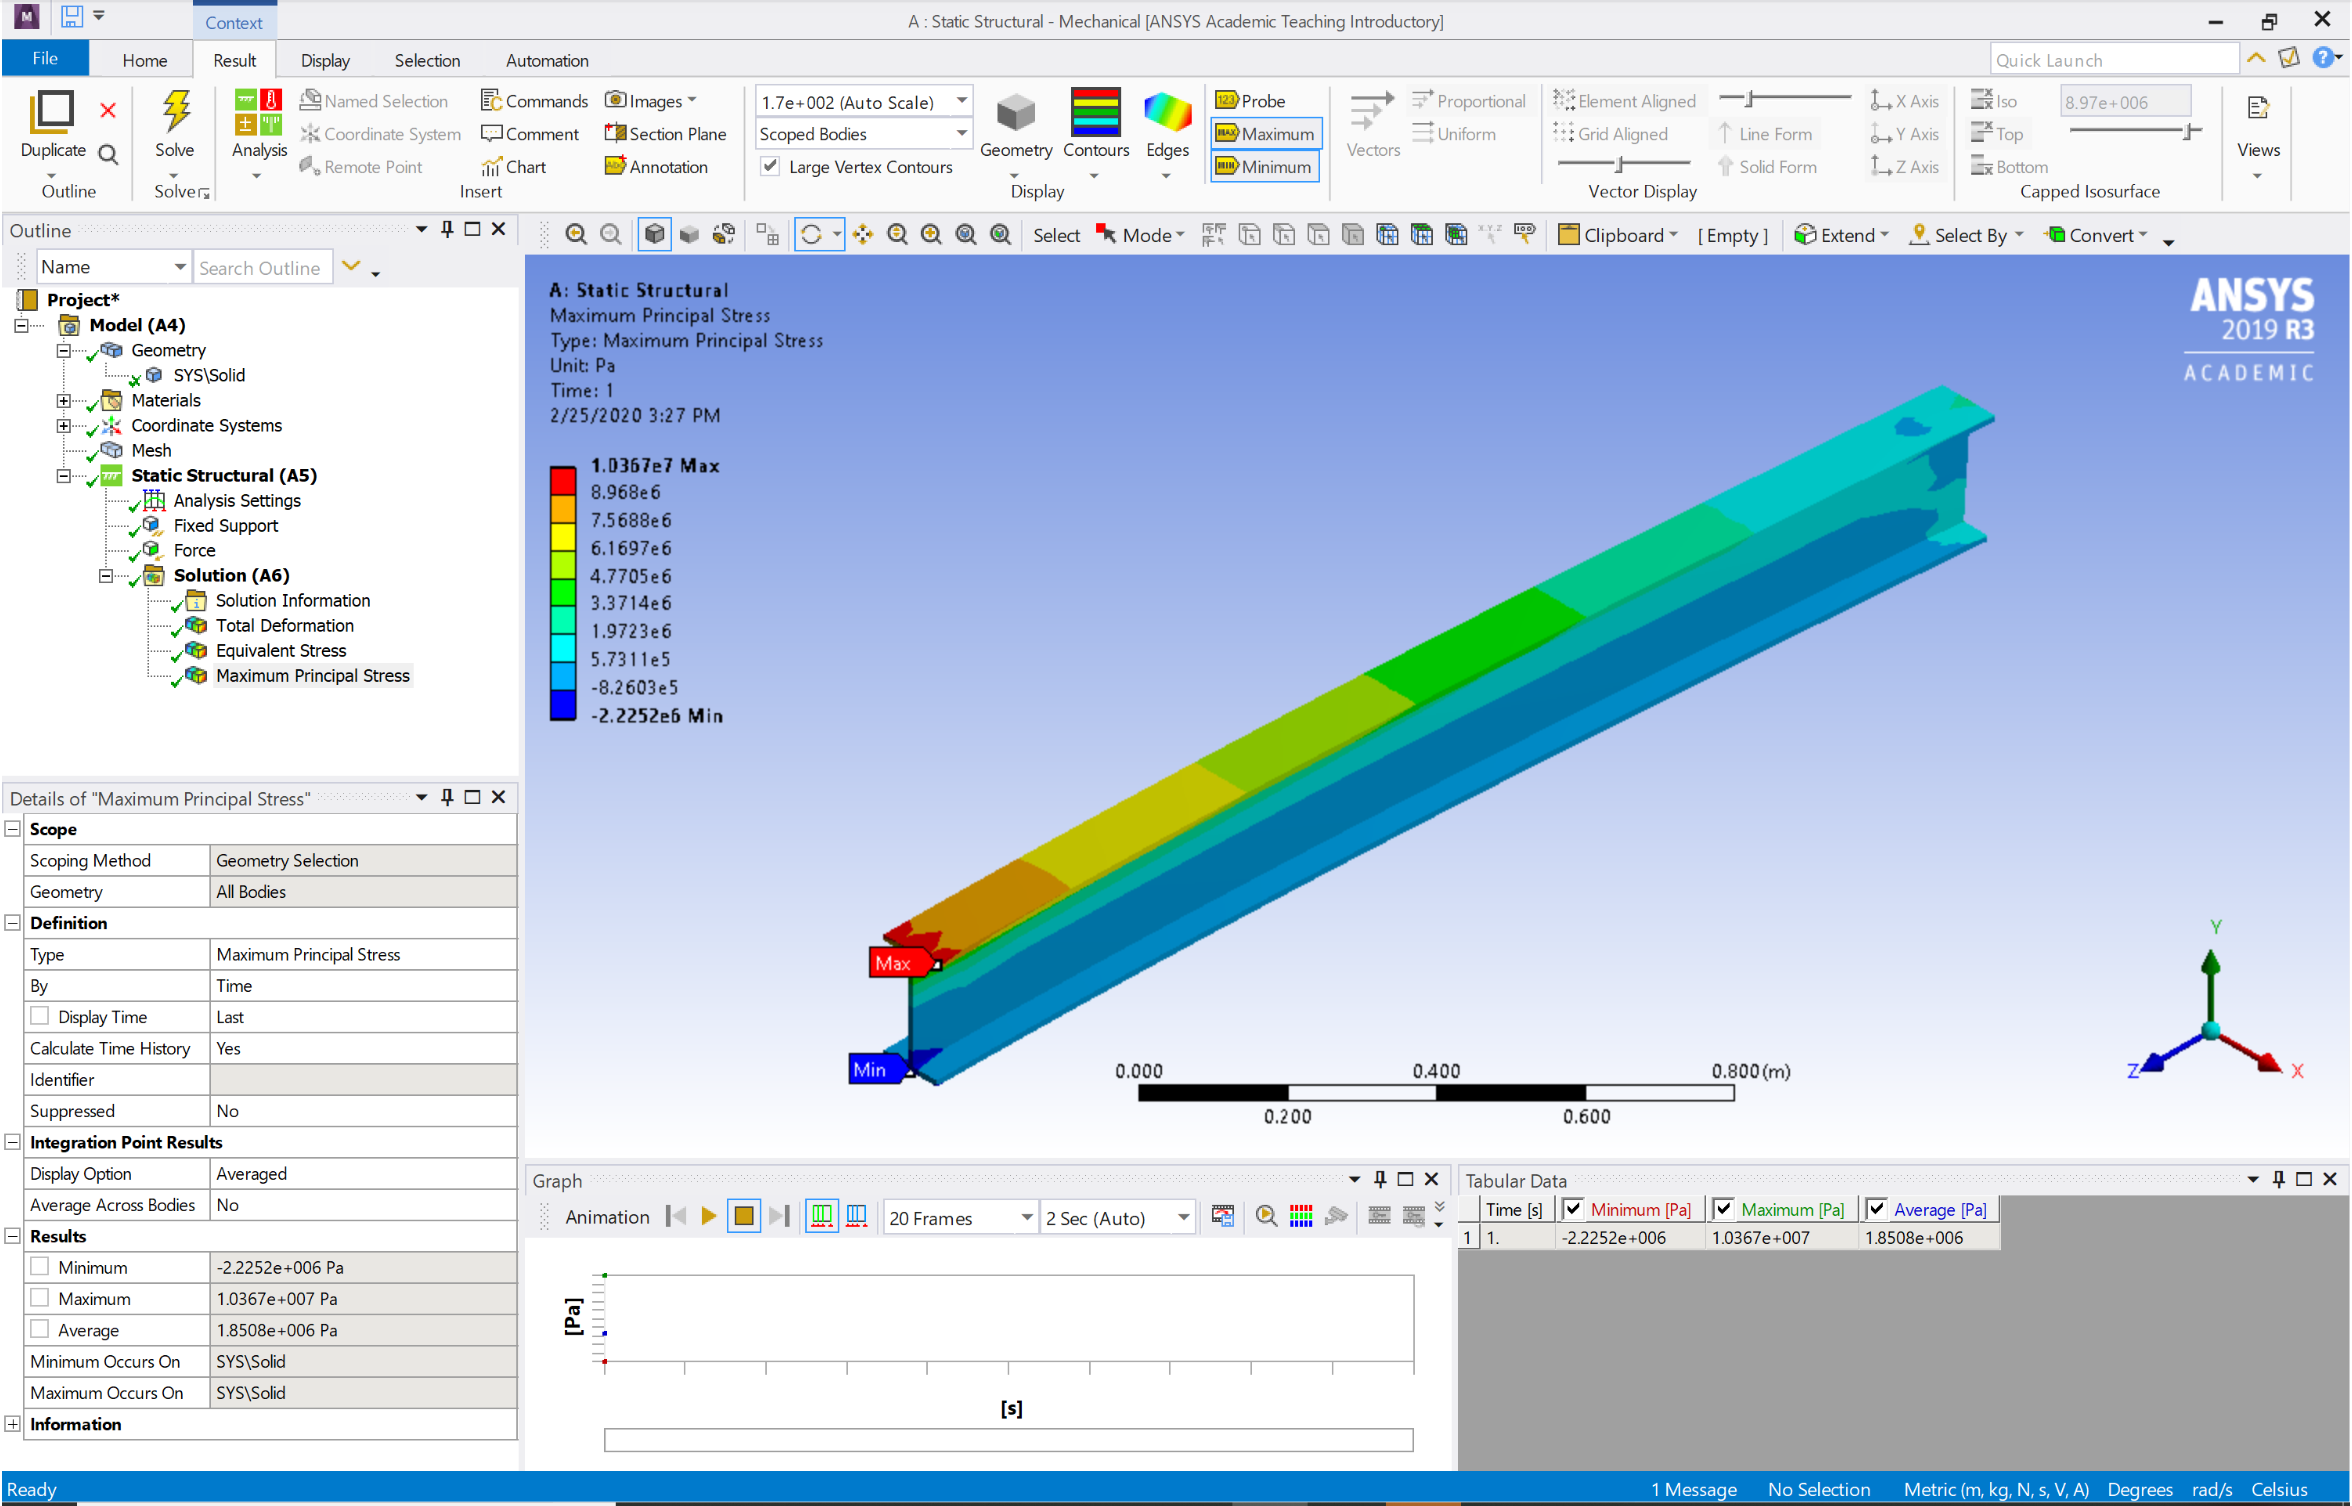 Context
A : Static Structural - Mechanical [ANSYS Academic Teaching Introductory]
File Home Result Display Selection Automation Quick Launch
Duplicate
Outline
Solve
Solver
Analysis
Named Selection
Coordinate System
Remote Point
Commands
Comment
Chart
Images
Section Plane
Annotation
Insert
1.7e+002 (Auto Scale)
Scoped Bodies
Large Vertex Contours
Geometry Contours Edges
Display
Probe
Maximum
Minimum
Vectors
Proportional
Uniform
Element Aligned
Grid Aligned
Line Form
Solid Form
X Axis
Y Axis
Z Axis
Vector Display
Iso
Top
Bottom
8.97e+006
Capped Isosurface
Views
Outline
Name Search Outline
Project*
Model (A4)
Geometry
SYS\Solid
Materials
Coordinate Systems
Mesh
Static Structural (A5)
Analysis Settings
Fixed Support
Force
Solution (A6)
Solution Information
Total Deformation
Equivalent Stress
Maximum Principal Stress
Select Mode Clipboard [ Empty ] Extend Select By Convert
A: Static Structural
Maximum Principal Stress
Type: Maximum Principal Stress
Unit: Pa
Time: 1
2/25/2020 3:27 PM
1.0367e7 Max
8.968e6
7.5688e6
6.1697e6
4.7705e6
3.3714e6
1.9723e6
5.7311e5
-8.2603e5
-2.2252e6 Min
ANSYS
2019 R3
ACADEMIC
Max
Min
0.000 0.400 0.800 (m)
0.200 0.600
Y
Z X
Details of "Maximum Principal Stress"
Scope
Scoping Method Geometry Selection
Geometry All Bodies
Definition
Type Maximum Principal Stress
By Time
Display Time Last
Calculate Time History Yes
Identifier
Suppressed No
Integration Point Results
Display Option Averaged
Average Across Bodies No
Results
Minimum -2.2252e+006 Pa
Maximum 1.0367e+007 Pa
Average 1.8508e+006 Pa
Minimum Occurs On SYS\Solid
Maximum Occurs On SYS\Solid
Information
Graph
Animation 20 Frames 2 Sec (Auto)
[Pa]
[s]
Tabular Data
Time [s] Minimum [Pa] Maximum [Pa] Average [Pa]
1 1. -2.2252e+006 1.0367e+007 1.8508e+006
Ready 1 Message No Selection Metric (m, kg, N, s, V, A) Degrees rad/s Celsius